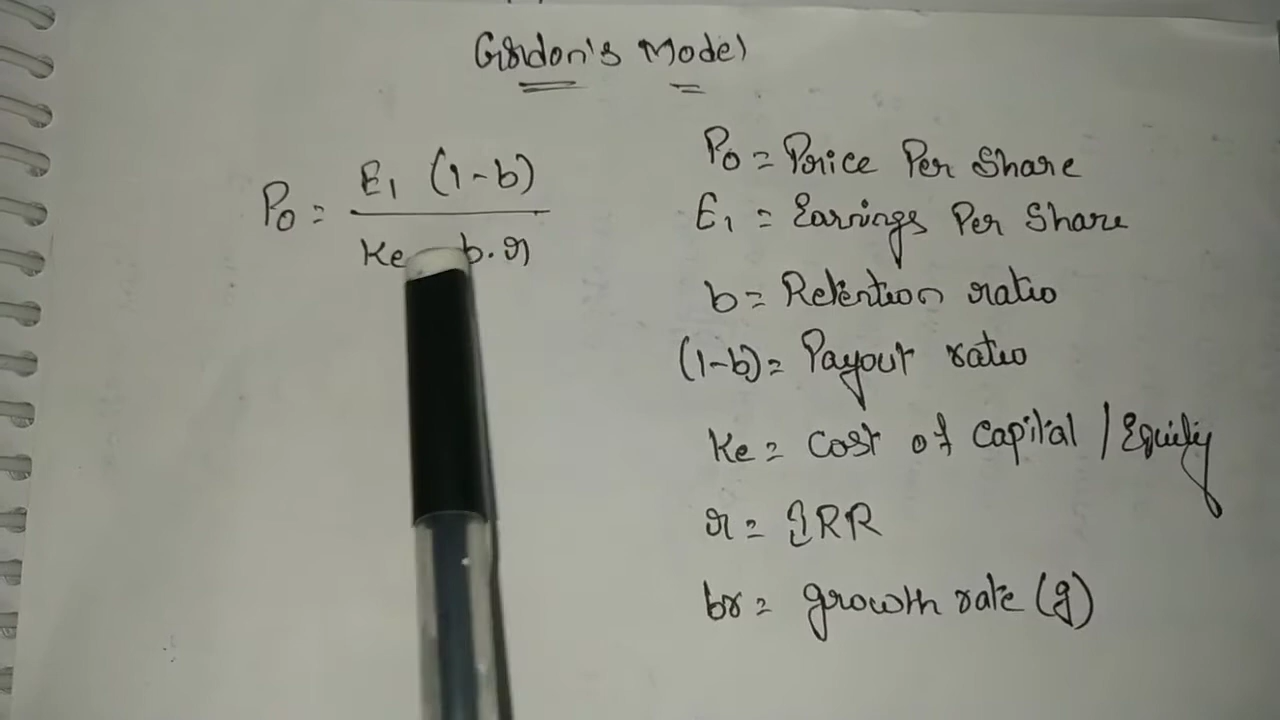 Gordon's Model
P₀ = E₁ (1-b)
Ke b.r
P₀ = Price Per Share
E₁ = Earnings Per Share
b = Retention ratio
(1-b) = Payout ratio
Ke = Cost of Capital / Equity
r = IRR
br = growth rate (g)